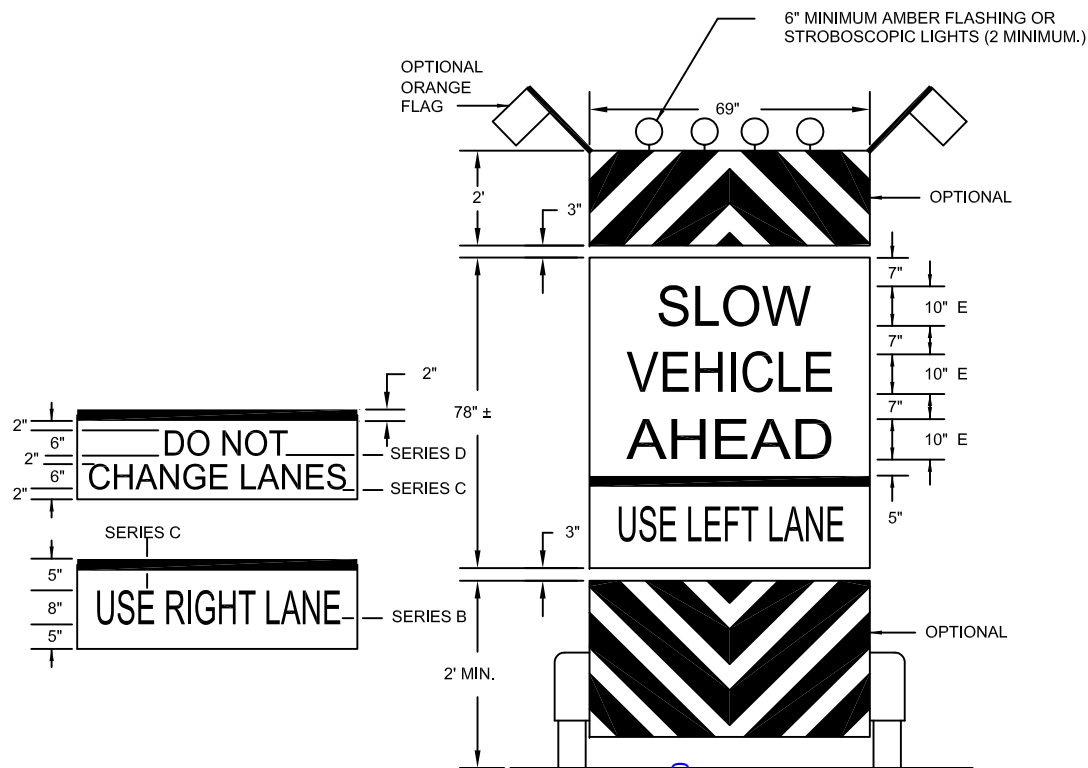 6" MINIMUM AMBER FLASHING OR
STROBOSCOPIC LIGHTS (2 MINIMUM.)
OPTIONAL
ORANGE
FLAG
69"
2'
3"
OPTIONAL
SLOW
VEHICLE
AHEAD
USE LEFT LANE
7"
10" E
7"
10" E
7"
10" E
5"
78" ±
3"
2' MIN.
OPTIONAL
2"
2"
6"
2"
6"
2"
DO NOT
CHANGE LANES
SERIES D
SERIES C
SERIES C
5"
8"
5"
USE RIGHT LANE
SERIES B